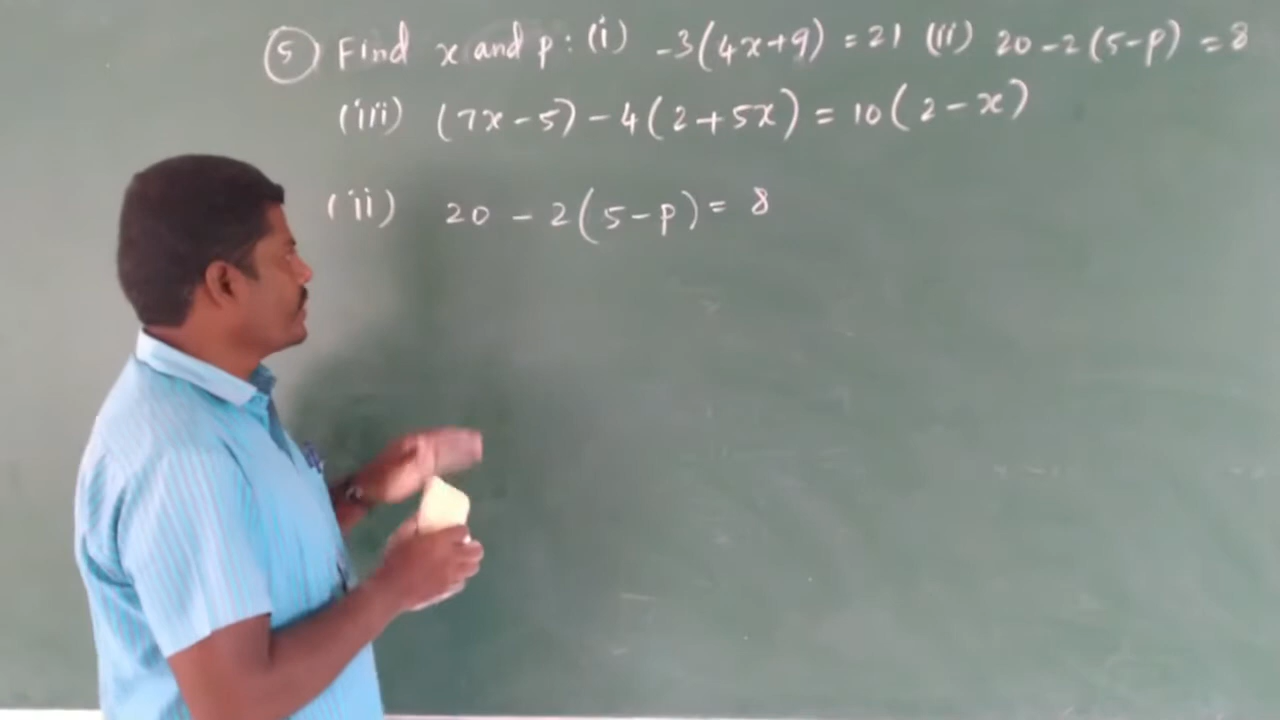 (5) Find x and p: (i) -3(4x+9) = 21 (ii) 20-2(5-p) = 8
(iii) (7x-5)-4(2+5x) = 10(2-x)
(ii) 20 - 2(5-p) = 8